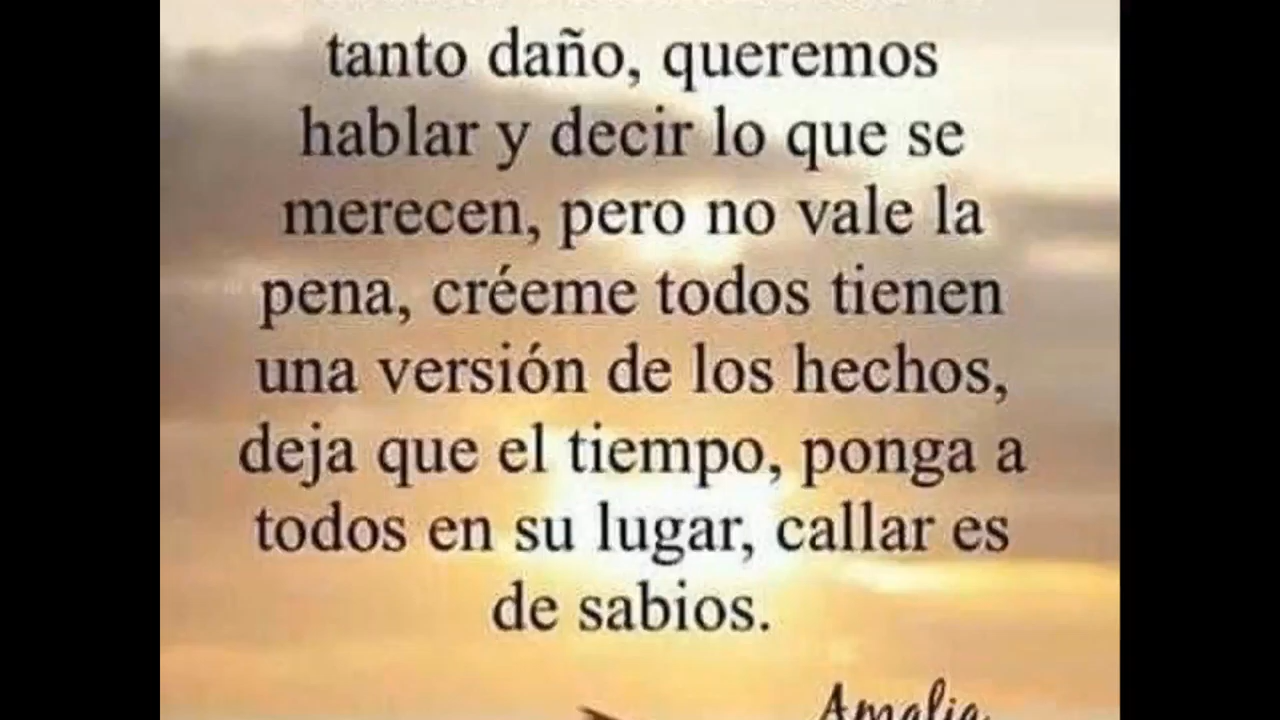 tanto daño, queremos
hablar y decir lo que se
merecen, pero no vale la
pena, créeme todos tienen
una versión de los hechos,
deja que el tiempo, ponga a
todos en su lugar, callar es
de sabios.
Amalia